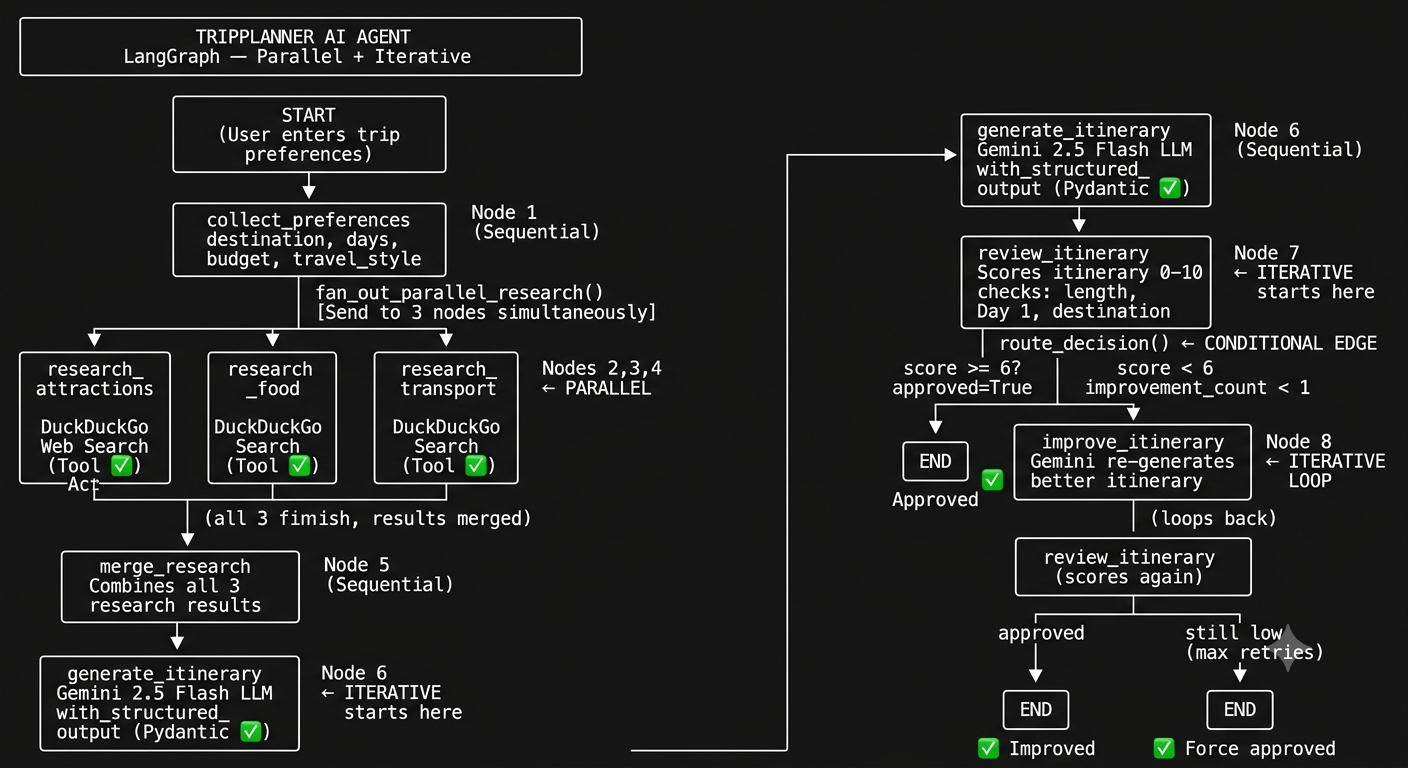 TRIPPLANNER AI AGENT
LangGraph — Parallel + Iterative
START
(User enters trip
preferences)
collect_preferences
destination, days,
budget, travel_style
Node 1
(Sequential)
fan_out_parallel_research()
[Send to 3 nodes simultaneously]
research_
attractions
DuckDuckGo
Web Search
(Tool ✅)
Act
research
_food
DuckDuckGo
Search
(Tool ✅)
research_
transport
DuckDuckGo
Search
(Tool ✅)
Nodes 2,3,4
← PARALLEL
(all 3 fimish, results merged)
merge_research
Combines all 3
research results
Node 5
(Sequential)
generate_itinerary
Gemini 2.5 Flash LLM
with_structured_
output (Pydantic ✅)
Node 6
← ITERATIVE
starts here
generate_itinerary
Gemini 2.5 Flash LLM
with_structured_
output (Pydantic ✅)
Node 6
(Sequential)
review_itinerary
Scores itinerary 0–10
checks: length,
Day 1, destination
Node 7
← ITERATIVE
starts here
route_decision() ← CONDITIONAL EDGE
score >= 6?
approved=True
score < 6
improvement_count < 1
END
Approved ✅
improve_itinerary
Gemini re-generates
better itinerary
Node 8
← ITERATIVE
LOOP
(loops back)
review_itinerary
(scores again)
approved
still low
(max retries)
END
✅ Improved
END
✅ Force approved